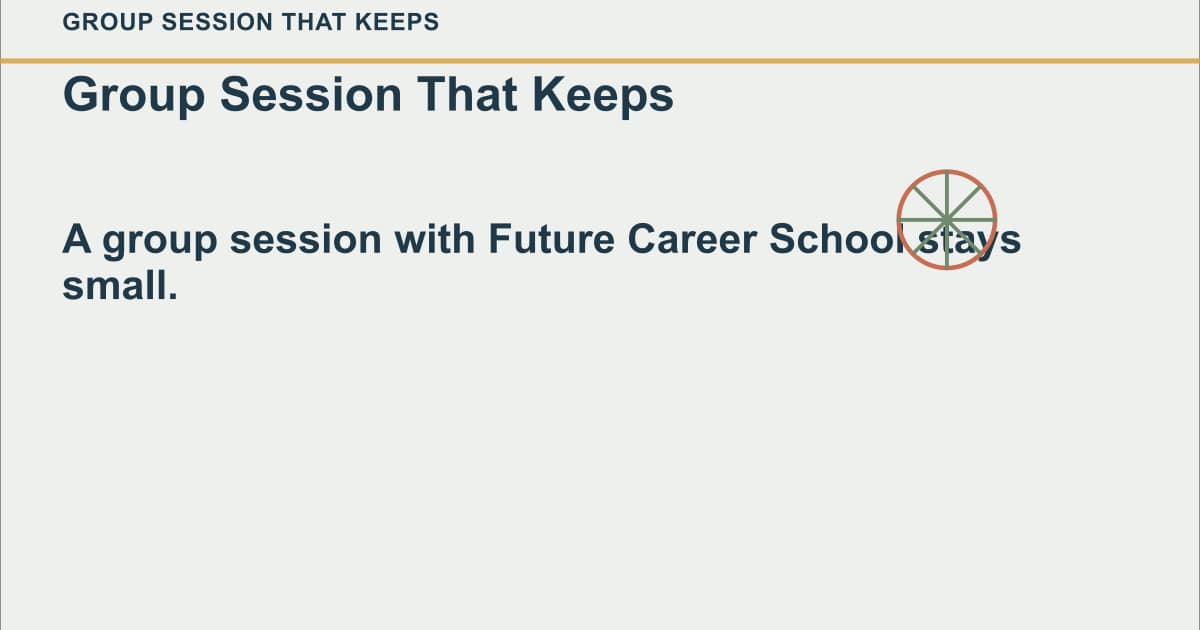 GROUP SESSION THAT KEEPS
Group Session That Keeps
A group session with Future Career School stays
small.